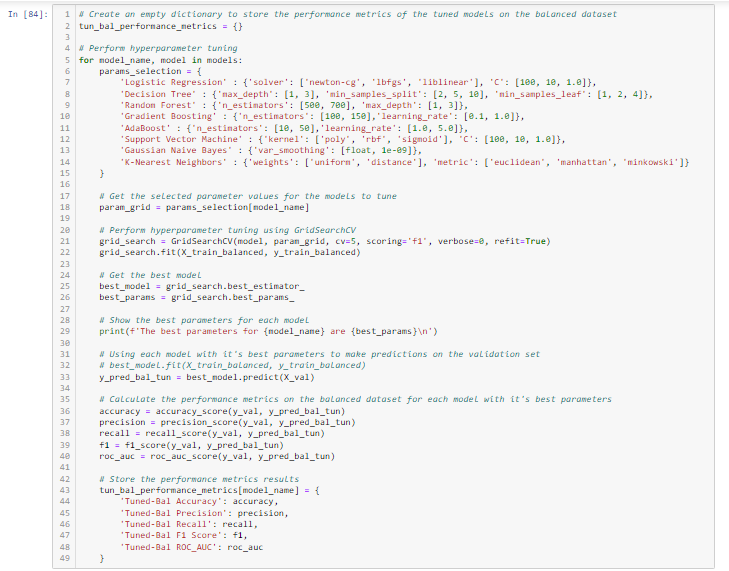 In [84]:
1 # Create an empty dictionary to store the performance metrics of the tuned models on the balanced dataset
2 tun_bal_performance_metrics = {}
3
4 # Perform hyperparameter tuning
5 for model_name, model in models:
6     params_selection = {
7         'Logistic Regression' : {'solver': ['newton-cg', 'lbfgs', 'liblinear'], 'C': [100, 10, 1.0]},
8         'Decision Tree' : {'max_depth': [1, 3], 'min_samples_split': [2, 5, 10], 'min_samples_leaf': [1, 2, 4]},
9         'Random Forest' : {'n_estimators': [500, 700], 'max_depth': [1, 3]},
10         'Gradient Boosting' : {'n_estimators': [100, 150],'learning_rate': [0.1, 1.0]},
11         'AdaBoost' : {'n_estimators': [10, 50],'learning_rate': [1.0, 5.0]},
12         'Support Vector Machine' : {'kernel': ['poly', 'rbf', 'sigmoid'], 'C': [100, 10, 1.0]},
13         'Gaussian Naive Bayes' : {'var_smoothing': [float, 1e-09]},
14         'K-Nearest Neighbors' : {'weights': ['uniform', 'distance'], 'metric': ['euclidean', 'manhattan', 'minkowski']}
15     }
16
17     # Get the selected parameter values for the models to tune
18     param_grid = params_selection[model_name]
19
20     # Perform hyperparameter tuning using GridSearchCV
21     grid_search = GridSearchCV(model, param_grid, cv=5, scoring='f1', verbose=0, refit=True)
22     grid_search.fit(X_train_balanced, y_train_balanced)
23
24     # Get the best model
25     best_model = grid_search.best_estimator_
26     best_params = grid_search.best_params_
27
28     # Show the best parameters for each model
29     print(f'The best parameters for {model_name} are {best_params}\n')
30
31     # Using each model with it's best parameters to make predictions on the validation set
32     # best_model.fit(X_train_balanced, y_train_balanced)
33     y_pred_bal_tun = best_model.predict(X_val)
34
35     # Calculate the performance metrics on the balanced dataset for each model with it's best parameters
36     accuracy = accuracy_score(y_val, y_pred_bal_tun)
37     precision = precision_score(y_val, y_pred_bal_tun)
38     recall = recall_score(y_val, y_pred_bal_tun)
39     f1 = f1_score(y_val, y_pred_bal_tun)
40     roc_auc = roc_auc_score(y_val, y_pred_bal_tun)
41
42     # Store the performance metrics results
43     tun_bal_performance_metrics[model_name] = {
44         'Tuned-Bal Accuracy': accuracy,
45         'Tuned-Bal Precision': precision,
46         'Tuned-Bal Recall': recall,
47         'Tuned-Bal F1 Score': f1,
48         'Tuned-Bal ROC_AUC': roc_auc
49     }